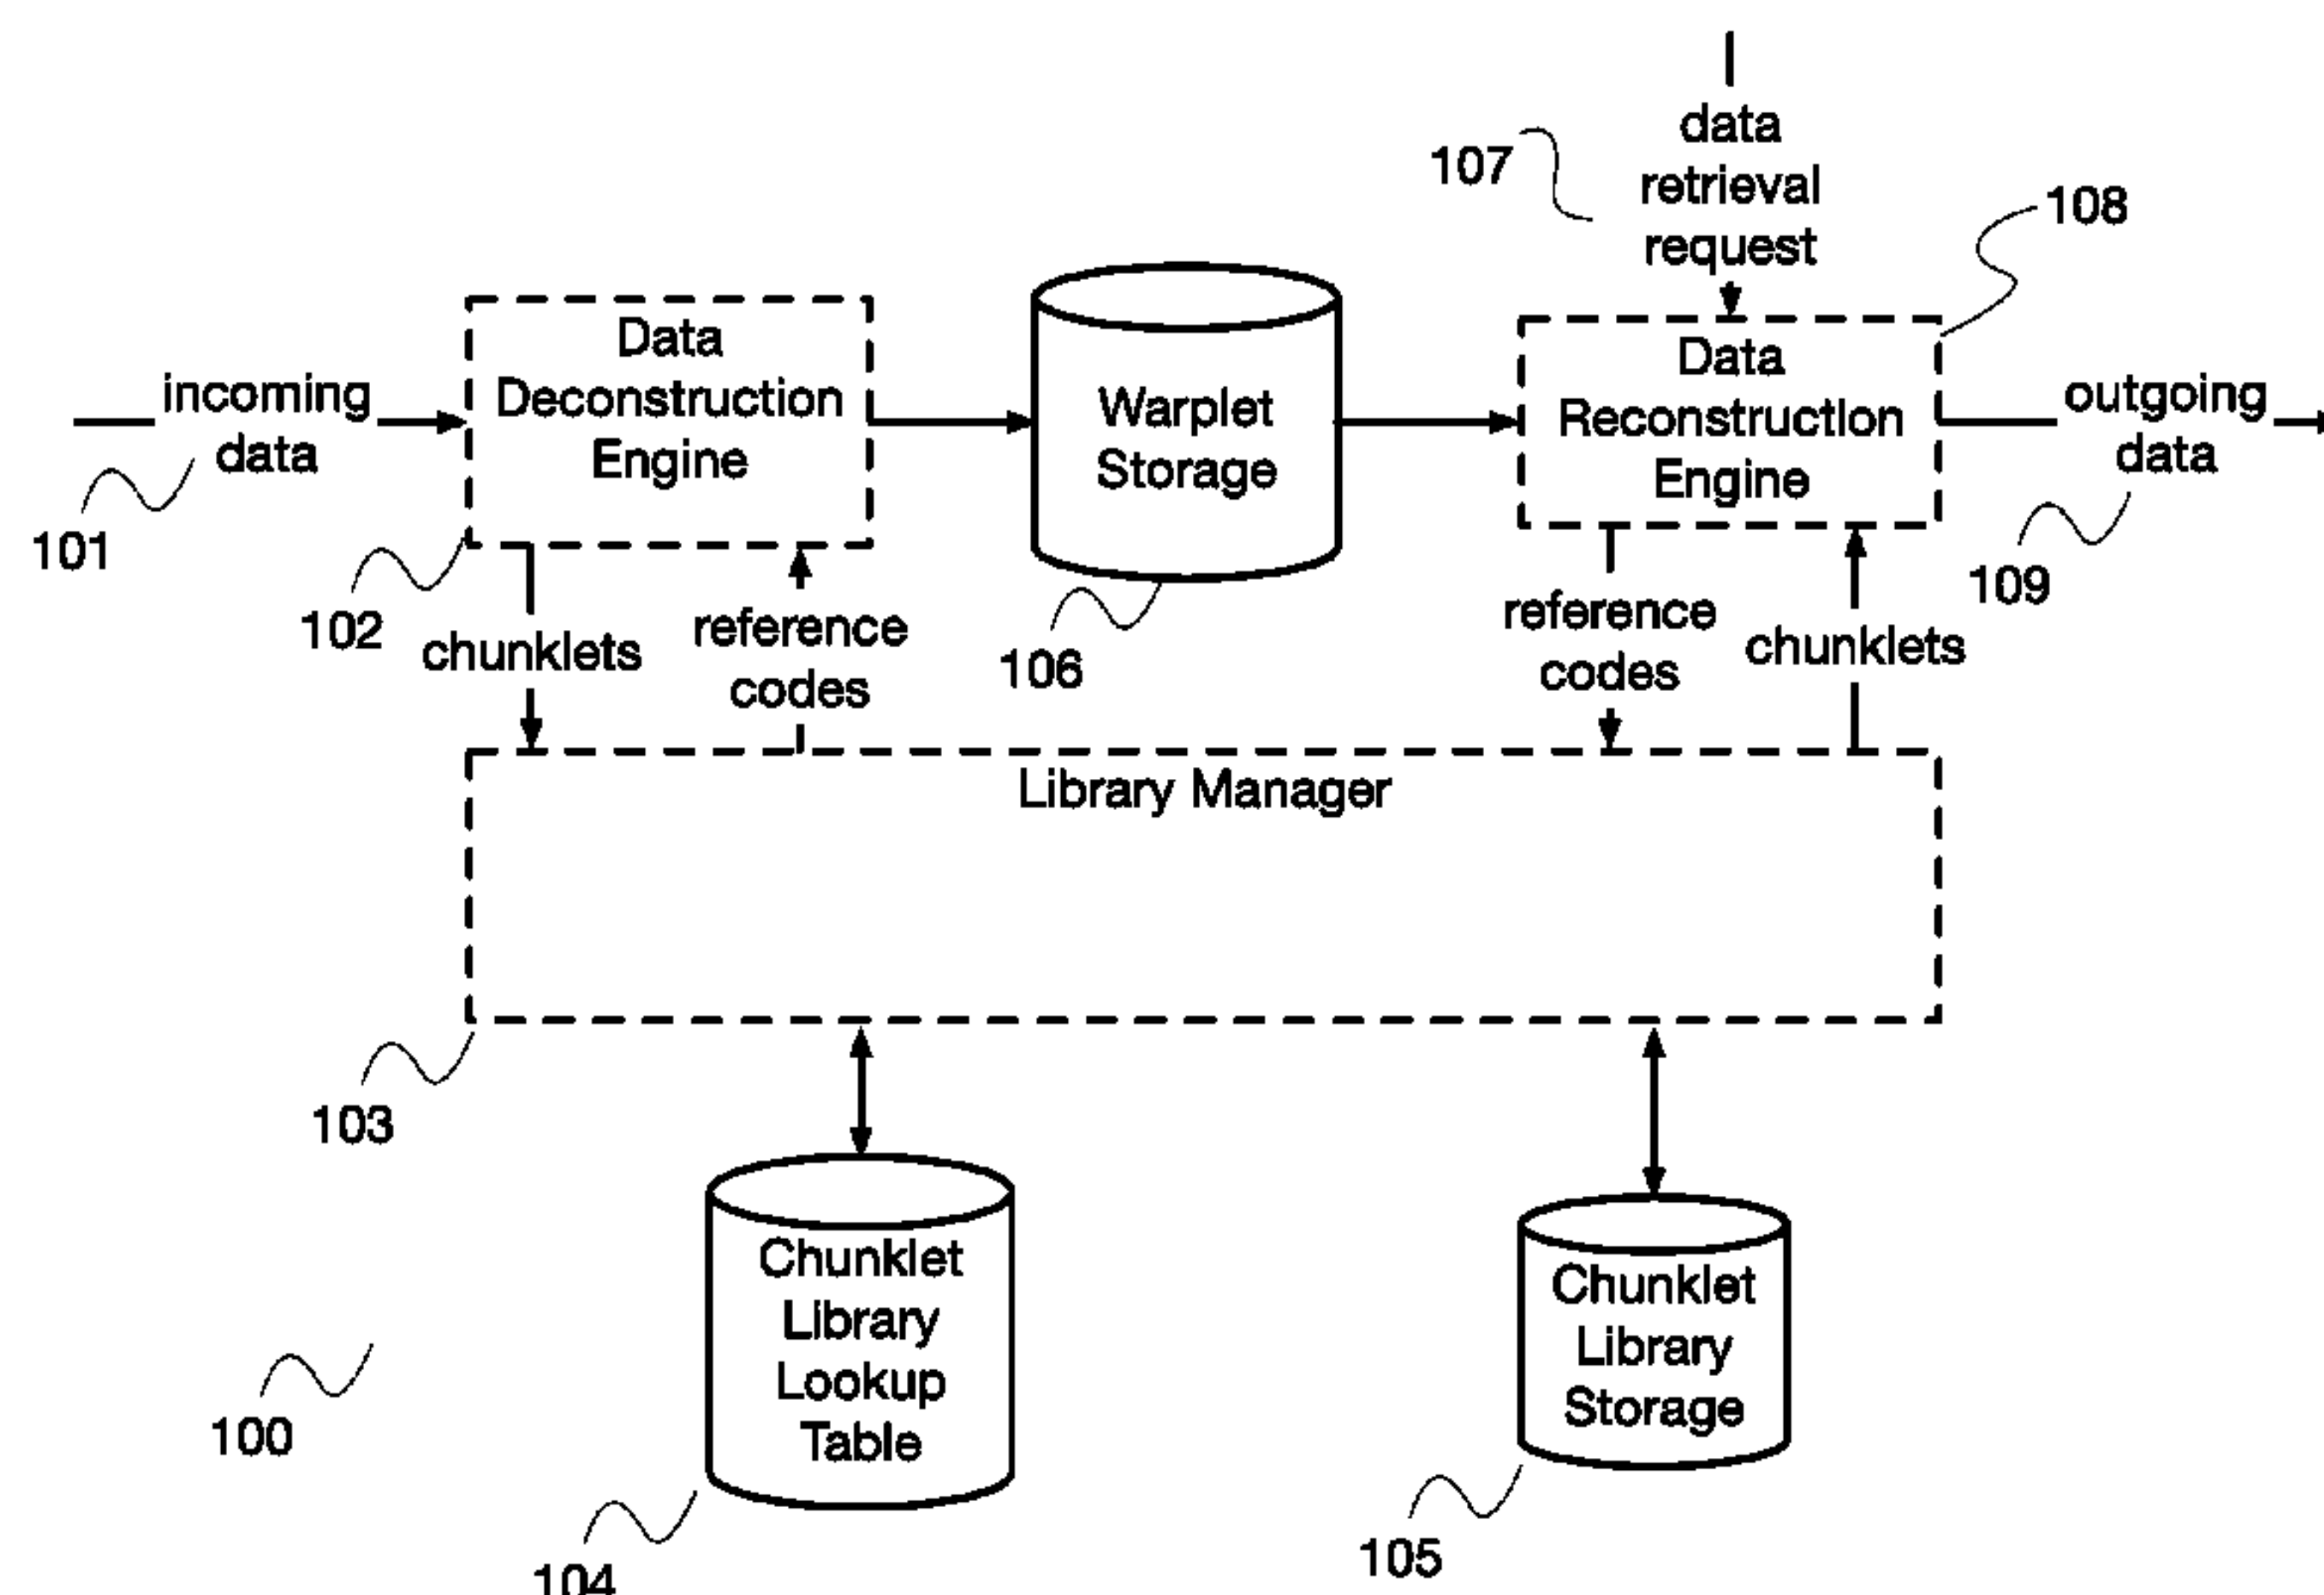 data
retrieval
request
107
108
incoming
data
101
Data
Deconstruction
Engine
102
Warplet
Storage
106
Data
Reconstruction
Engine
outgoing
data
109
chunklets
reference
codes
reference
codes
chunklets
Library Manager
103
Chunklet
Library
Lookup
Table
104
Chunklet
Library
Storage
105
100